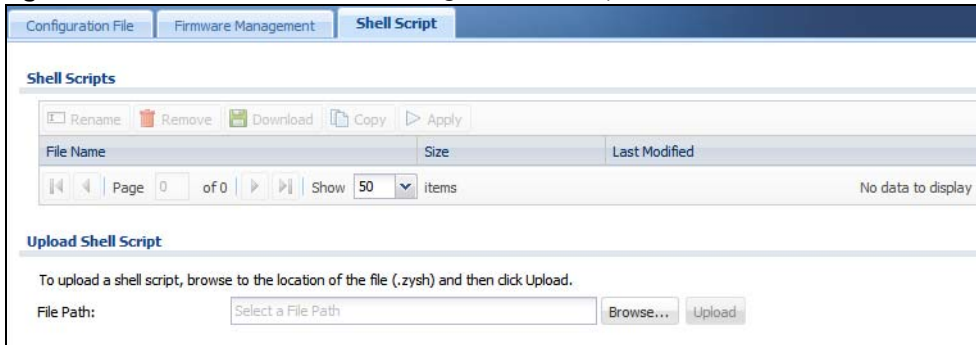 Configuration File Firmware Management Shell Script
Shell Scripts
Rename Remove Download Copy Apply
File Name Size Last Modified
Page 0 of 0 Show 50 items No data to display
Upload Shell Script
To upload a shell script, browse to the location of the file (.zysh) and then click Upload.
File Path: Select a File Path Browse... Upload